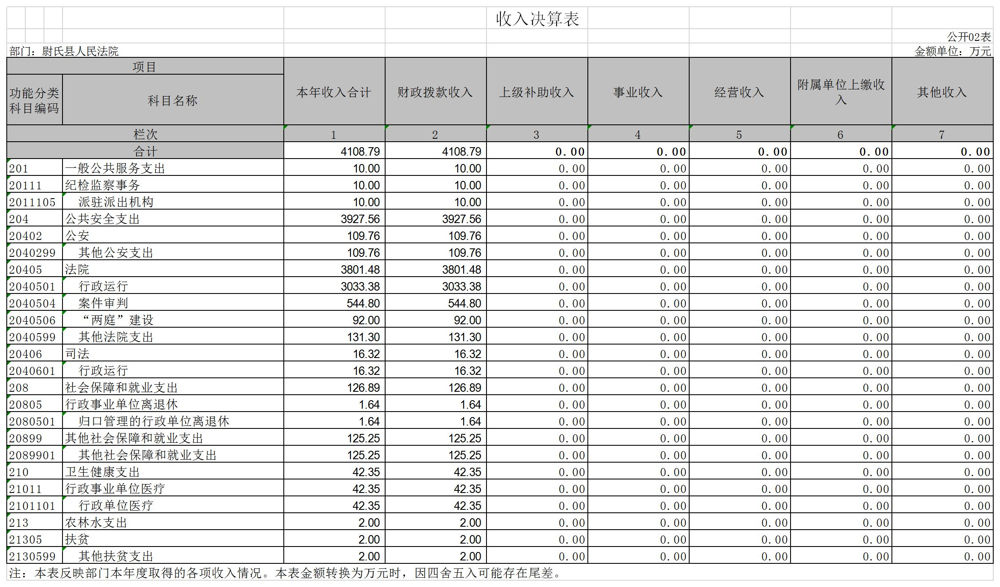 收入决算表
公开02表
部门：尉氏县人民法院 金额单位：万元
项目 本年收入合计 财政拨款收入 上级补助收入 事业收入 经营收入 附属单位上缴收入 其他收入
功能分类科目编码 科目名称
栏次 1 2 3 4 5 6 7
合计 4108.79 4108.79 0.00 0.00 0.00 0.00 0.00
201 一般公共服务支出 10.00 10.00 0.00 0.00 0.00 0.00 0.00
20111 纪检监察事务 10.00 10.00 0.00 0.00 0.00 0.00 0.00
2011105 派驻派出机构 10.00 10.00 0.00 0.00 0.00 0.00 0.00
204 公共安全支出 3927.56 3927.56 0.00 0.00 0.00 0.00 0.00
20402 公安 109.76 109.76 0.00 0.00 0.00 0.00 0.00
2040299 其他公安支出 109.76 109.76 0.00 0.00 0.00 0.00 0.00
20405 法院 3801.48 3801.48 0.00 0.00 0.00 0.00 0.00
2040501 行政运行 3033.38 3033.38 0.00 0.00 0.00 0.00 0.00
2040504 案件审判 544.80 544.80 0.00 0.00 0.00 0.00 0.00
2040506 “两庭”建设 92.00 92.00 0.00 0.00 0.00 0.00 0.00
2040599 其他法院支出 131.30 131.30 0.00 0.00 0.00 0.00 0.00
20406 司法 16.32 16.32 0.00 0.00 0.00 0.00 0.00
2040601 行政运行 16.32 16.32 0.00 0.00 0.00 0.00 0.00
208 社会保障和就业支出 126.89 126.89 0.00 0.00 0.00 0.00 0.00
20805 行政事业单位离退休 1.64 1.64 0.00 0.00 0.00 0.00 0.00
2080501 归口管理的行政单位离退休 1.64 1.64 0.00 0.00 0.00 0.00 0.00
20899 其他社会保障和就业支出 125.25 125.25 0.00 0.00 0.00 0.00 0.00
2089901 其他社会保障和就业支出 125.25 125.25 0.00 0.00 0.00 0.00 0.00
210 卫生健康支出 42.35 42.35 0.00 0.00 0.00 0.00 0.00
21011 行政事业单位医疗 42.35 42.35 0.00 0.00 0.00 0.00 0.00
2101101 行政单位医疗 42.35 42.35 0.00 0.00 0.00 0.00 0.00
213 农林水支出 2.00 2.00 0.00 0.00 0.00 0.00 0.00
21305 扶贫 2.00 2.00 0.00 0.00 0.00 0.00 0.00
2130599 其他扶贫支出 2.00 2.00 0.00 0.00 0.00 0.00 0.00
注：本表反映部门本年度取得的各项收入情况。本表金额转换为万元时，因四舍五入可能存在尾差。